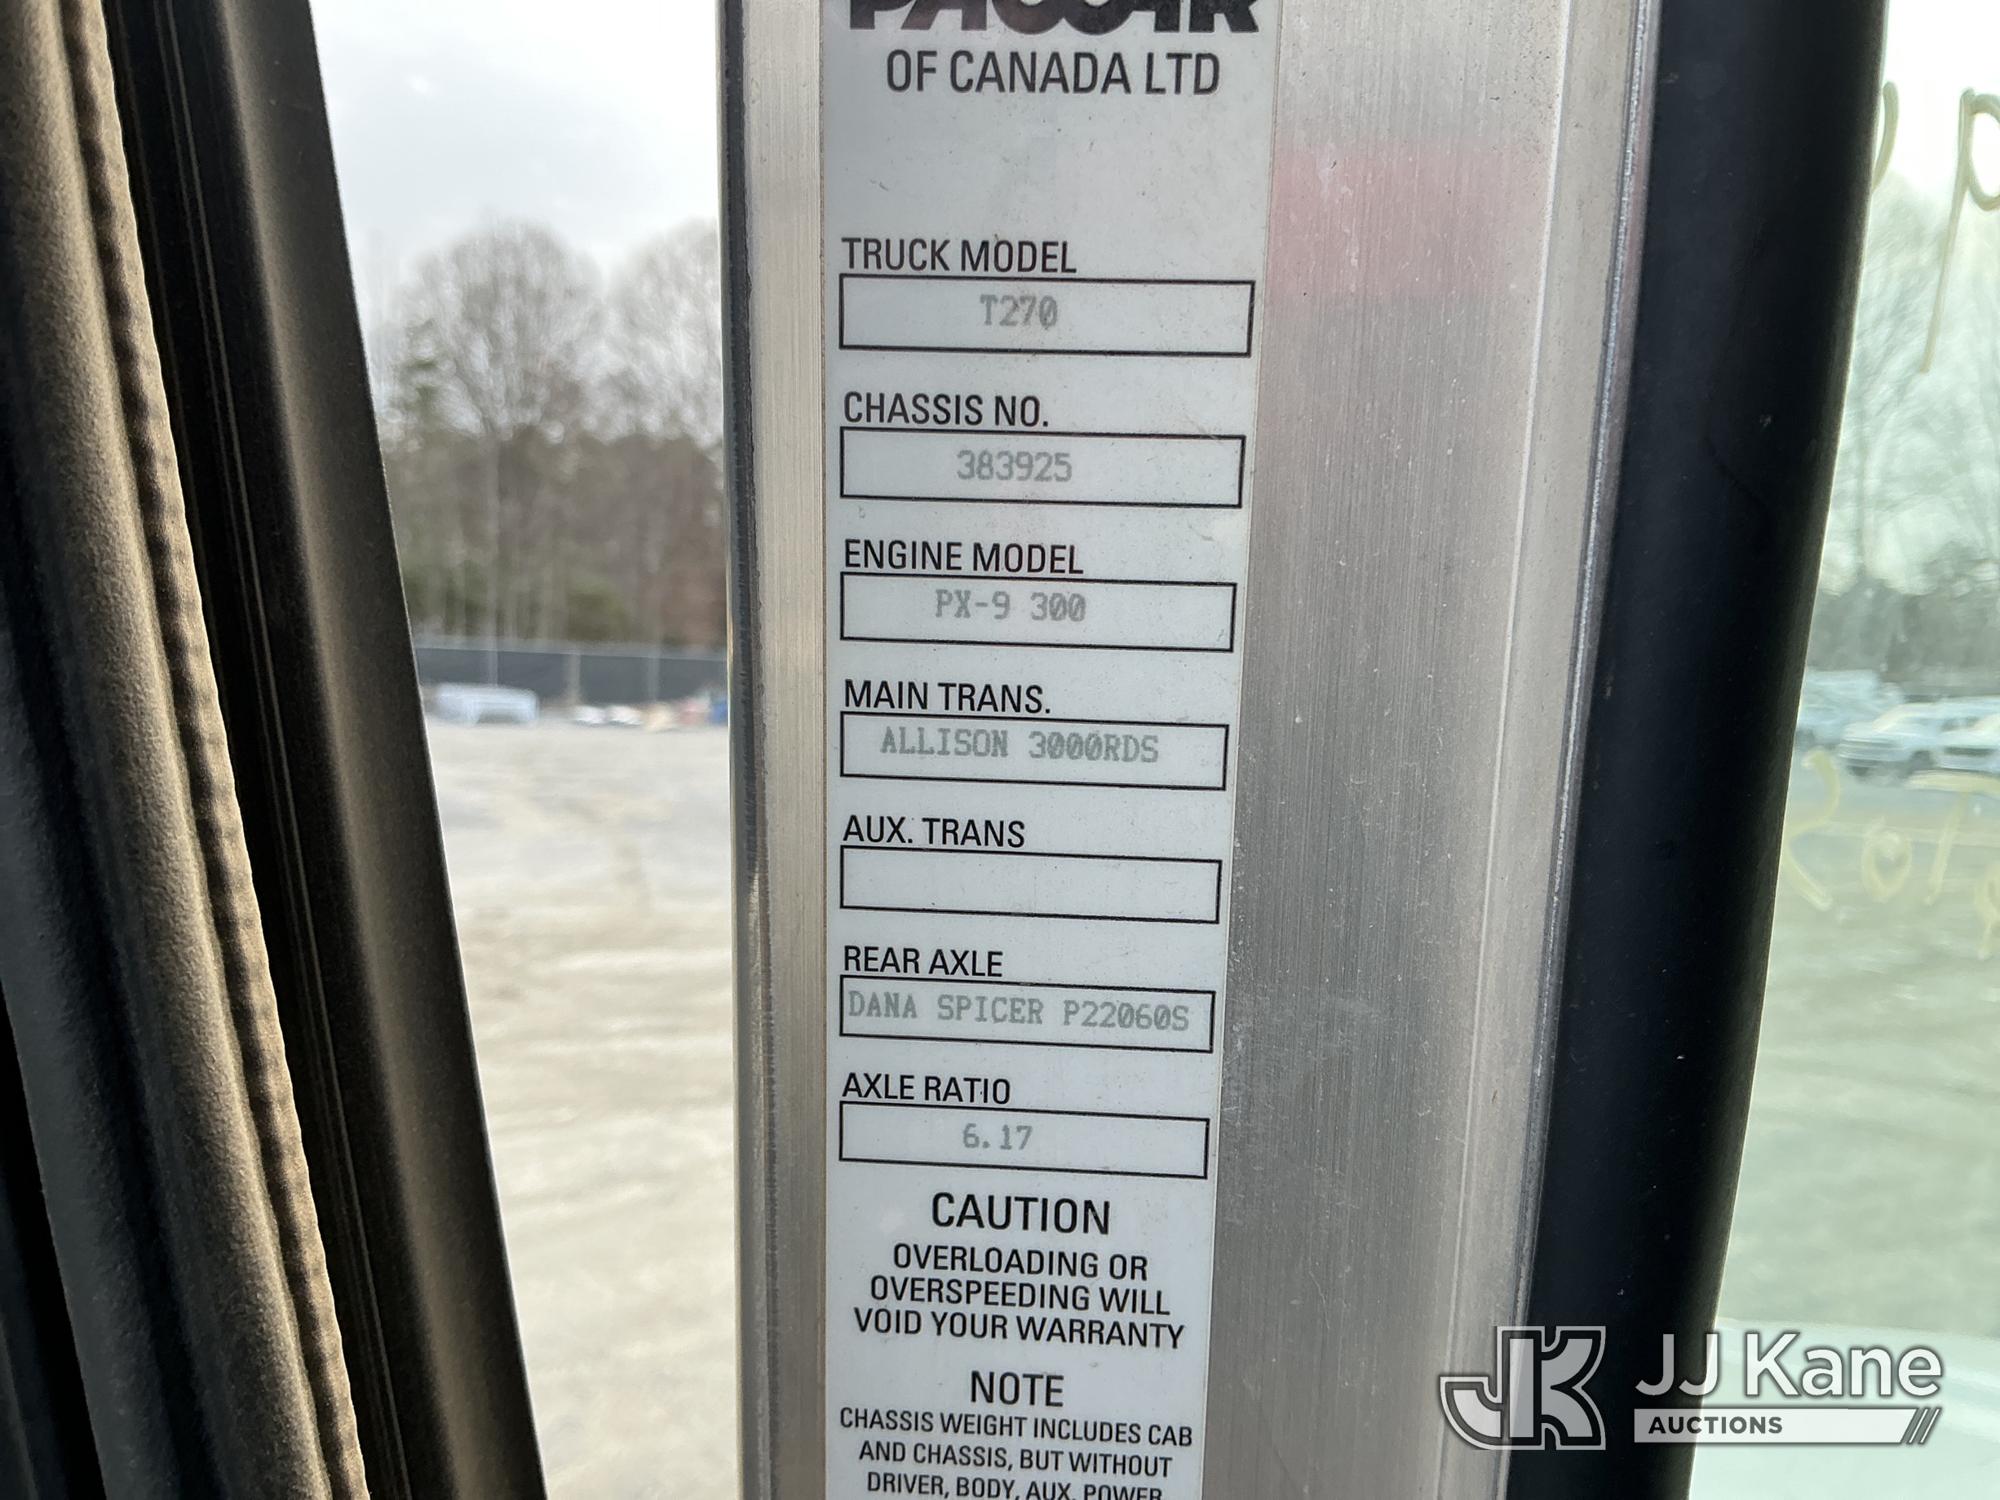 PACCAR
OF CANADA LTD
TRUCK MODEL
T270
CHASSIS NO.
383925
ENGINE MODEL
PX-9 300
MAIN TRANS.
ALLISON 3000RDS
AUX. TRANS
REAR AXLE
DANA SPICER P22060S
AXLE RATIO
6.17
CAUTION
OVERLOADING OR
OVERSPEEDING WILL
VOID YOUR WARRANTY
NOTE
CHASSIS WEIGHT INCLUDES CAB
AND CHASSIS, BUT WITHOUT
DRIVER, BODY, AUX. POWER
JK JJ Kane
AUCTIONS